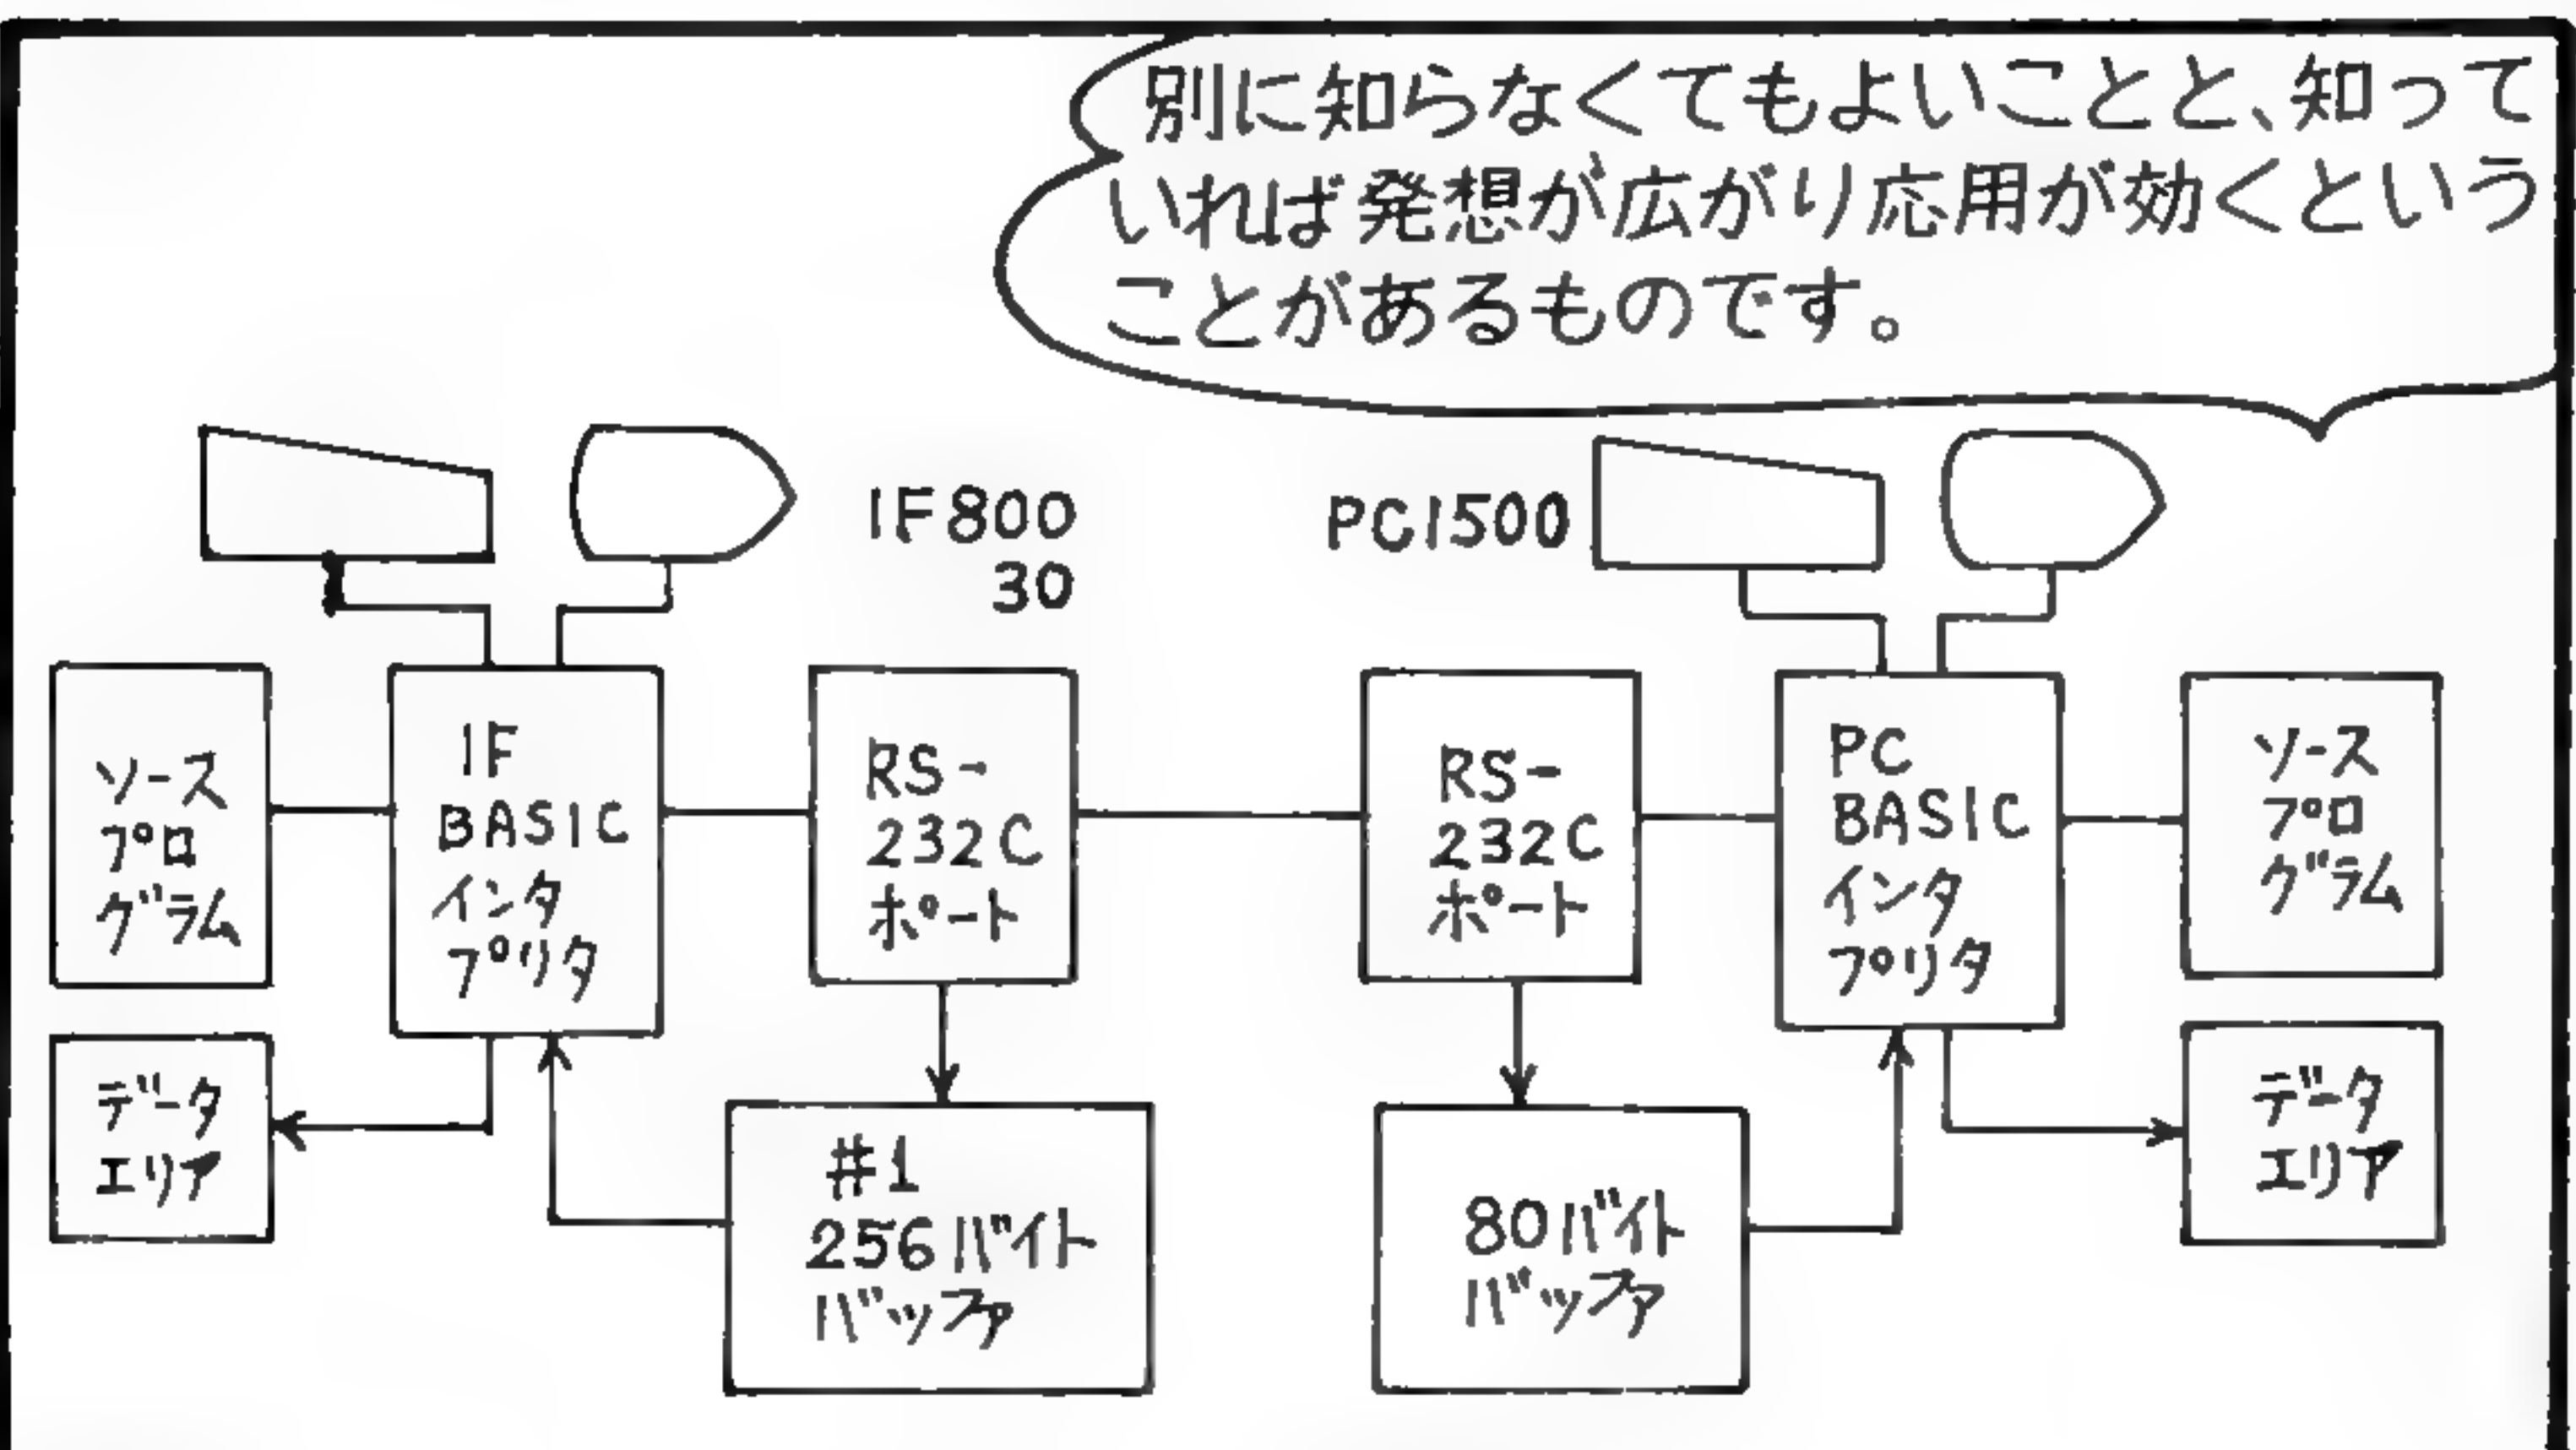 別に知らなくてもよいことと、知って
いれば発想が広がり応用が効くという
ことがあるものです。
IF800
30
PC1500
ソース
プロ
グラム
IF
BASIC
インタ
プリタ
RS-
232C
ポート
RS-
232C
ポート
PC
BASIC
インタ
プリタ
ソース
プロ
グラム
データ
エリア
#1
256バイト
バッファ
80バイト
バッファ
データ
エリア